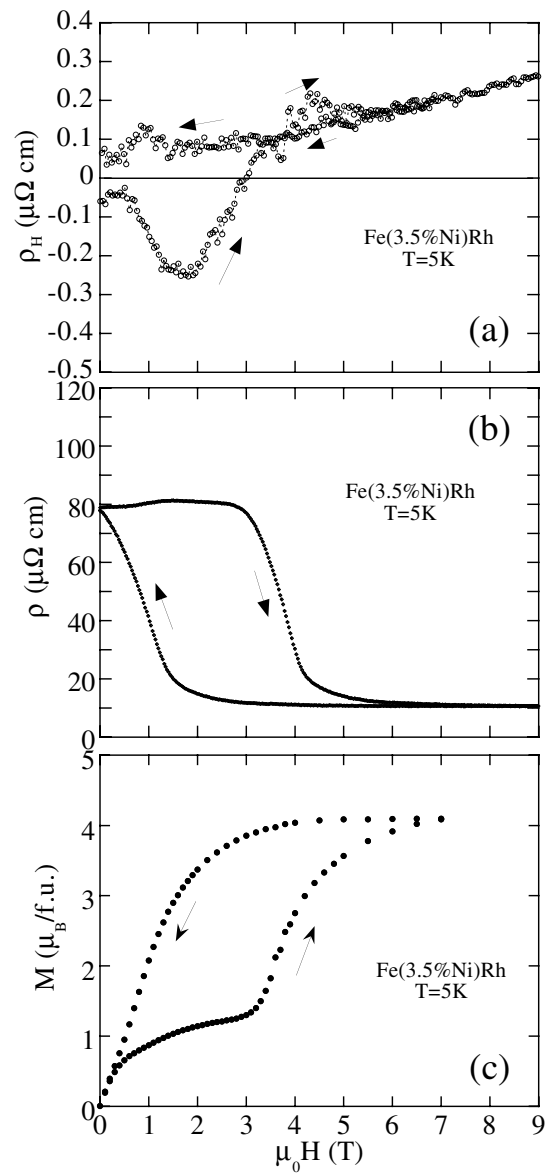 0.4
0.3
0.2
0.1
0
-0.1
-0.2
-0.3
-0.4
-0.5
ρH (μΩ cm)
Fe(3.5%Ni)Rh
T=5K
(a)
120
100
80
60
40
20
0
ρ (μΩ cm)
(b)
Fe(3.5%Ni)Rh
T=5K
5
4
3
2
1
0
M (μB/f.u.)
Fe(3.5%Ni)Rh
T=5K
(c)
0 1 2 3 4 5 6 7 8 9
μ0H (T)